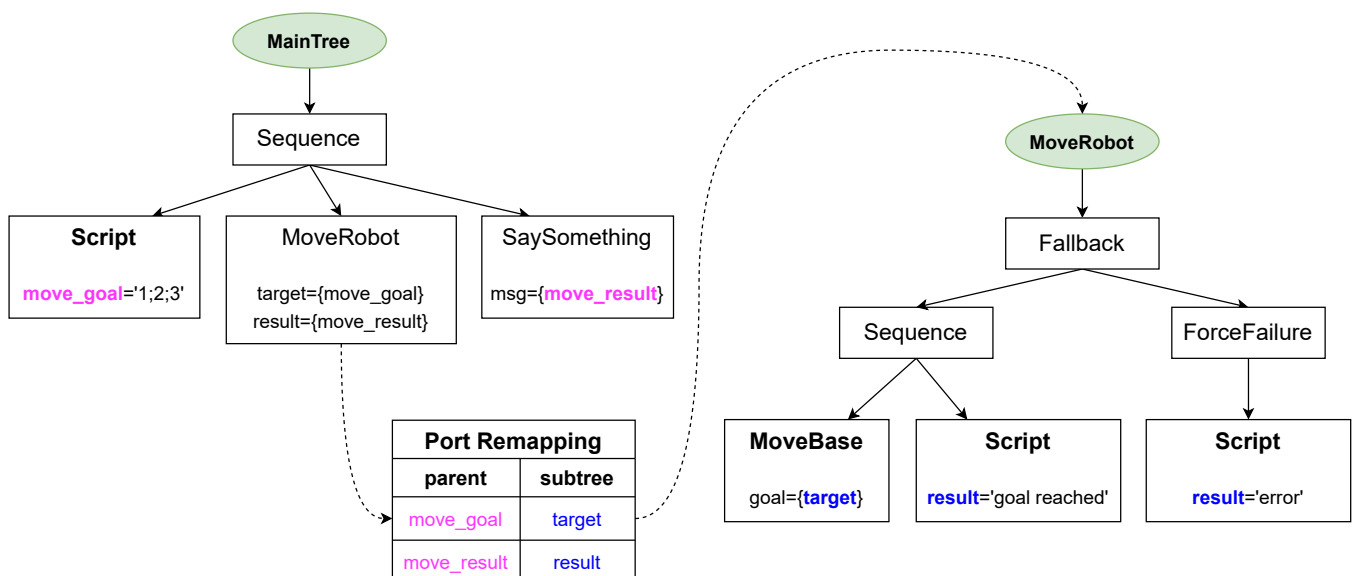 MainTree
Sequence
Script
move_goal='1;2;3'
MoveRobot
target={move_goal}
result={move_result}
SaySomething
msg={move_result}
Port Remapping
parent subtree
move_goal target
move_result result
MoveRobot
Fallback
Sequence
ForceFailure
MoveBase
goal={target}
Script
result='goal reached'
Script
result='error'